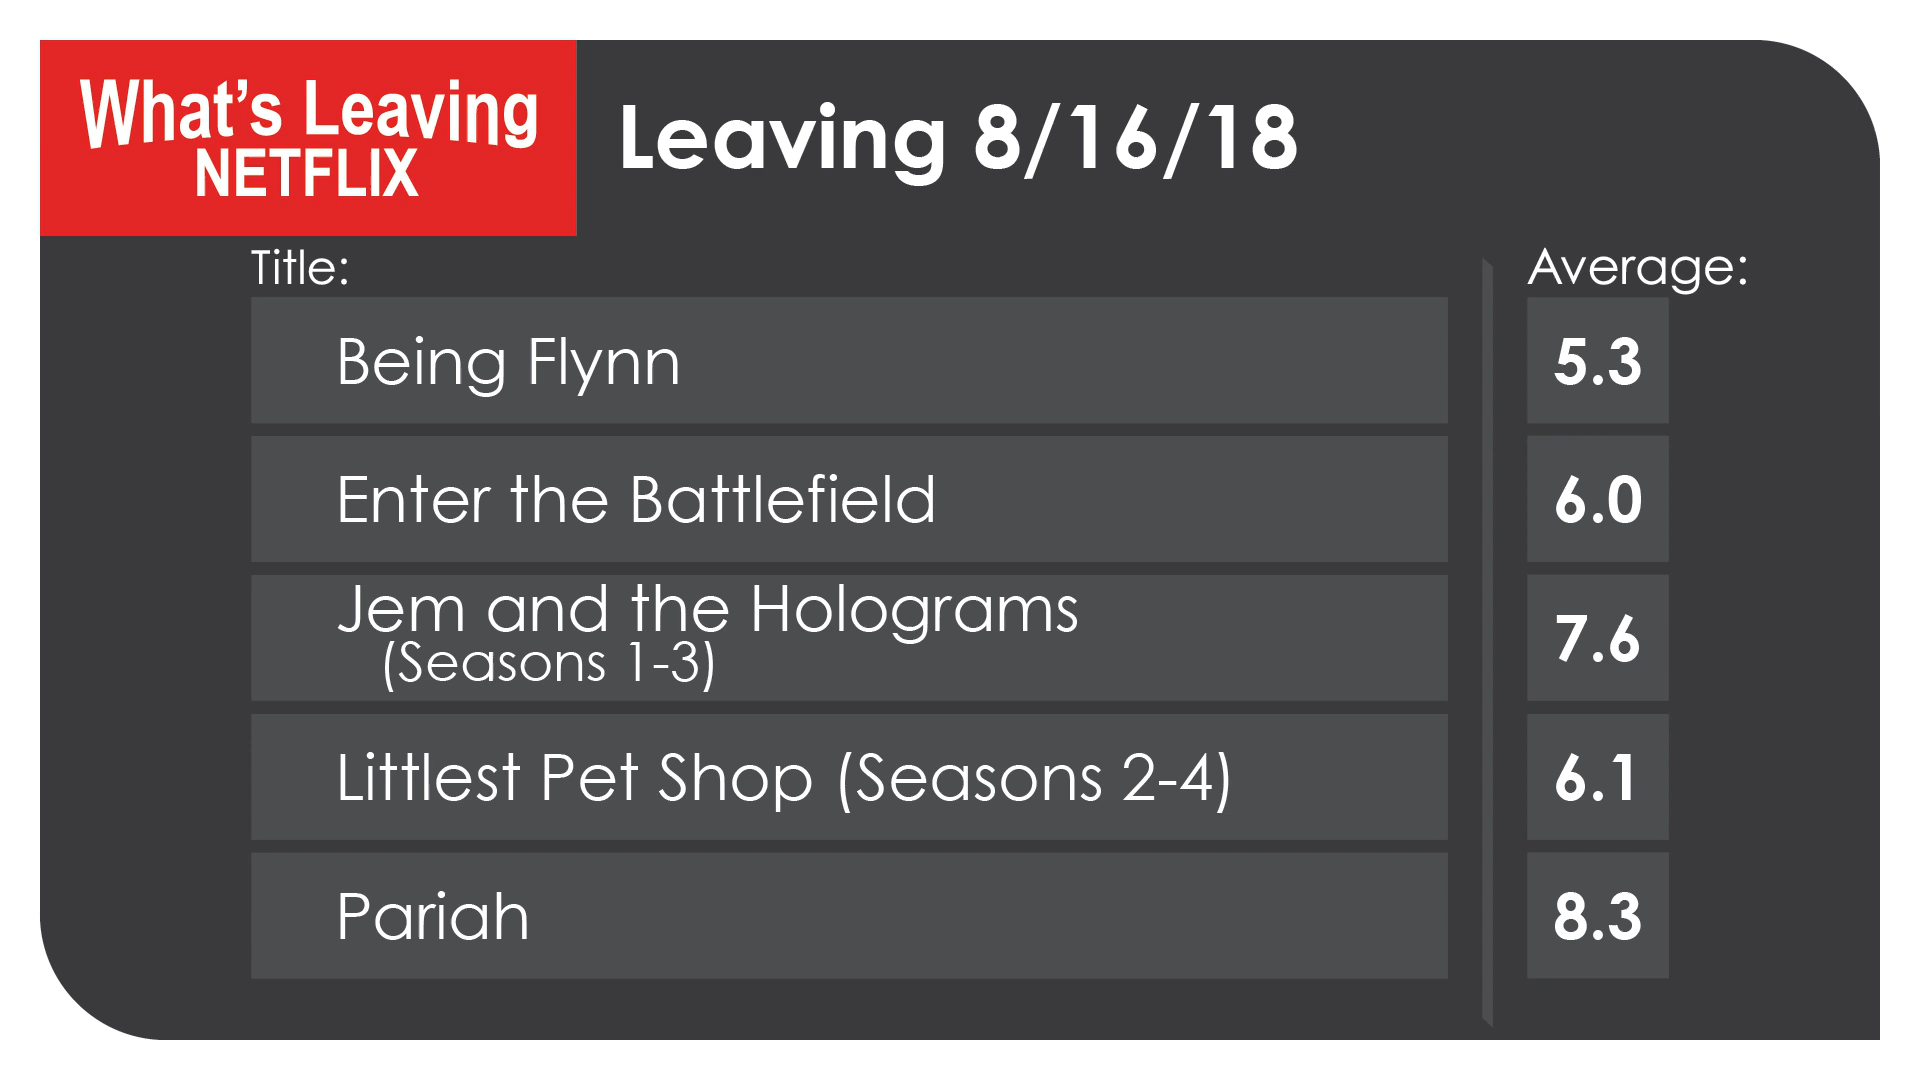 What's Leaving
NETFLIX
Leaving 8/16/18
Title:
Average:
Being Flynn
5.3
Enter the Battlefield
6.0
Jem and the Holograms
(Seasons 1-3)
7.6
Littlest Pet Shop (Seasons 2-4)
6.1
Pariah
8.3